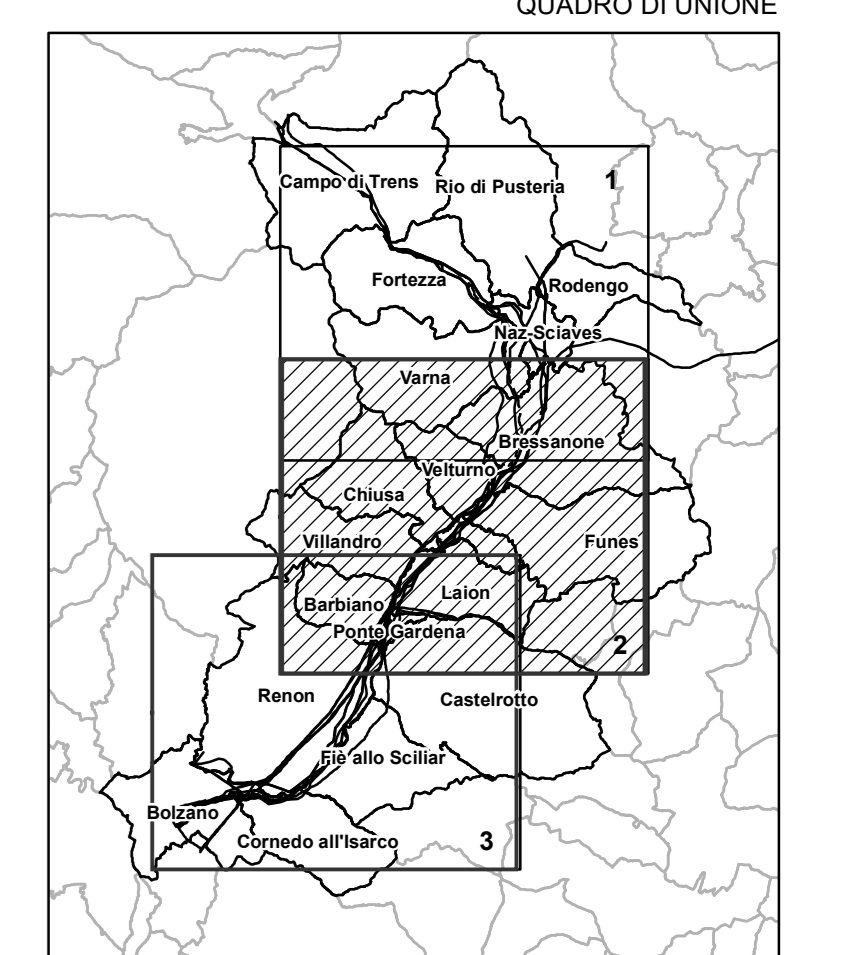 QUADRO DI UNIONE
Campo di Trens
Rio di Pusteria
1
Fortezza
Rodengo
Naz-Sciaves
Varna
Bressanone
Velturno
Chiusa
Villandro
Funes
Barbiano
Laion
Ponte Gardena
2
Renon
Castelrotto
Fiè allo Sciliar
Bolzano
Cornedo all'Isarco
3